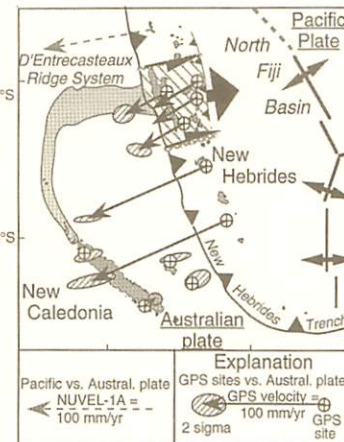 Pacific
Plate
North
Fiji
Basin
D'Entrecasteaux
Ridge System
°S
New
Hebrides
°S
New
Caledonia
Australian
plate
New
Hebrides
Trench
Pacific vs. Austral. plate
NUVEL-1A =
100 mm/yr
Explanation
GPS sites vs. Austral. plate
GPS velocity =
100 mm/yr
2 sigma
GPS
site